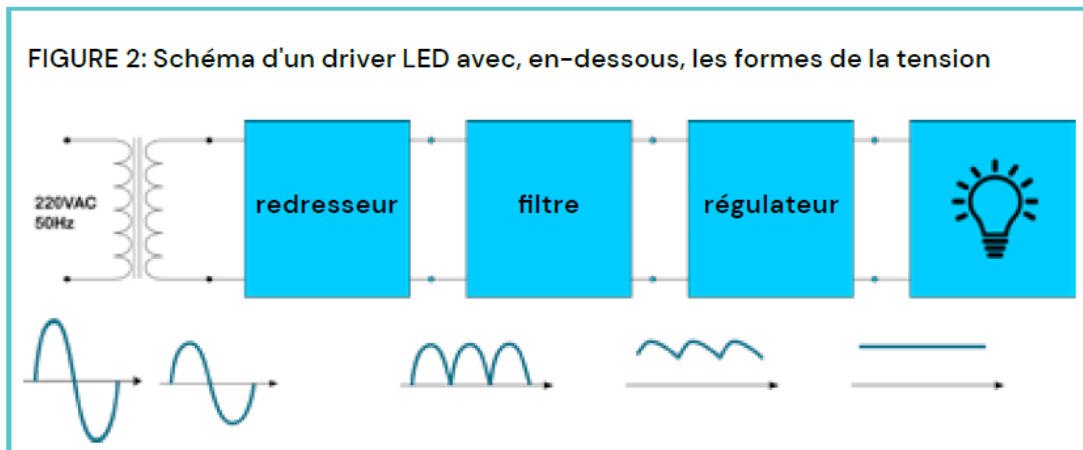 FIGURE 2: Schéma d'un driver LED avec, en-dessous, les formes de la tension
220VAC
50Hz
redresseur
filtre
régulateur